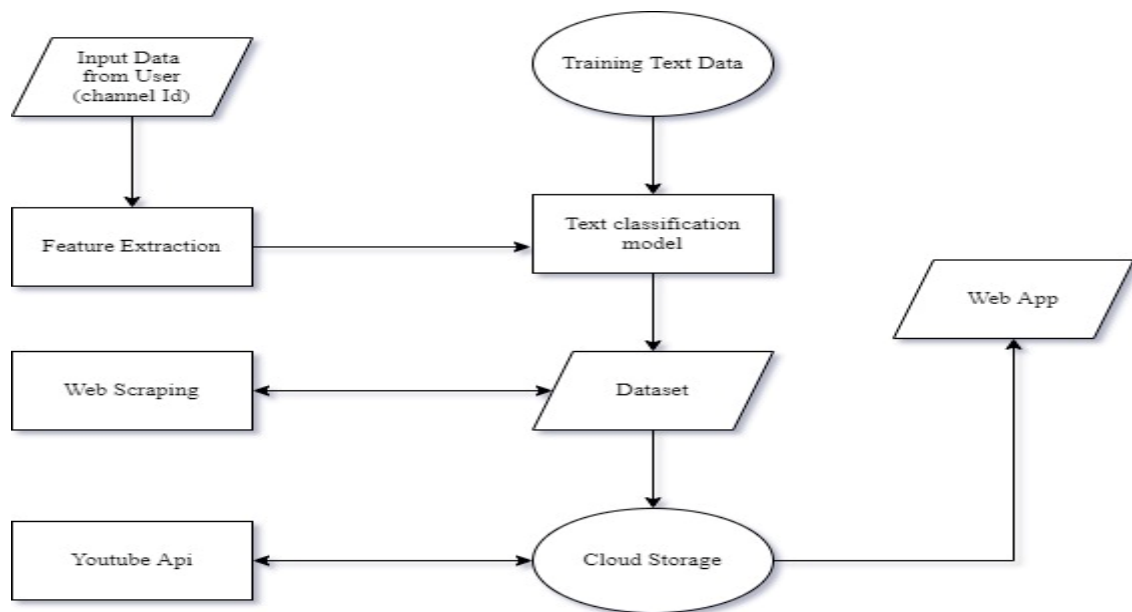 Input Data
from User
(channel Id)
Training Text Data
Feature Extraction
Text classification
model
Web App
Web Scraping
Dataset
Youtube Api
Cloud Storage